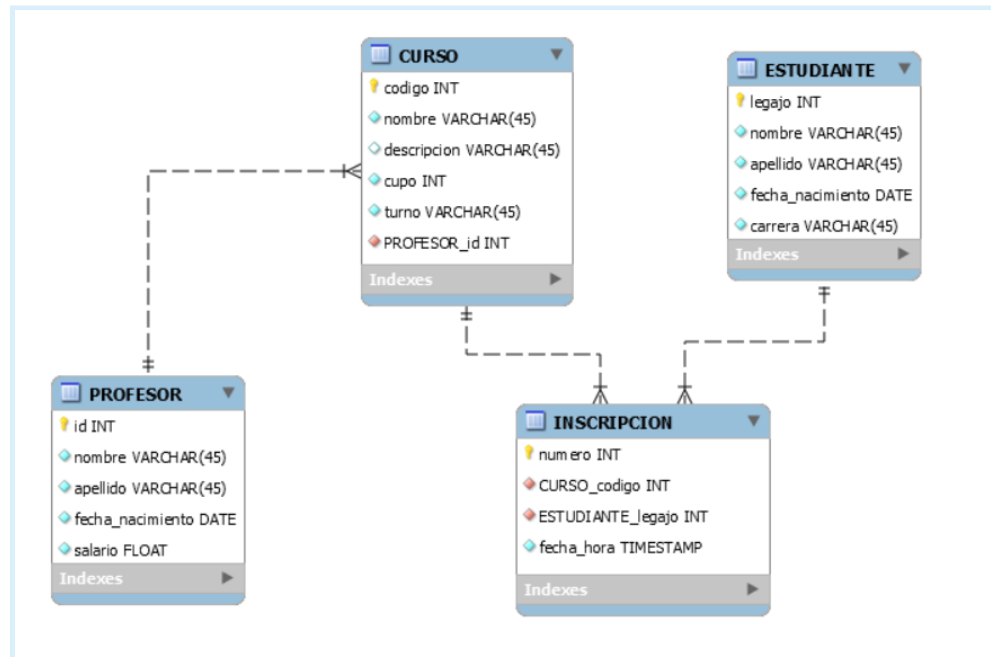 CURSO
codigo INT
nombre VARCHAR(45)
descripcion VARCHAR(45)
cupo INT
turno VARCHAR(45)
PROFESOR_id INT
Indexes
ESTUDIANTE
legajo INT
nombre VARCHAR(45)
apellido VARCHAR(45)
fecha_nacimiento DATE
carrera VARCHAR(45)
Indexes
PROFESOR
id INT
nombre VARCHAR(45)
apellido VARCHAR(45)
fecha_nacimiento DATE
salario FLOAT
Indexes
INSCRIPCION
numero INT
CURSO_codigo INT
ESTUDIANTE_legajo INT
fecha_hora TIMESTAMP
Indexes